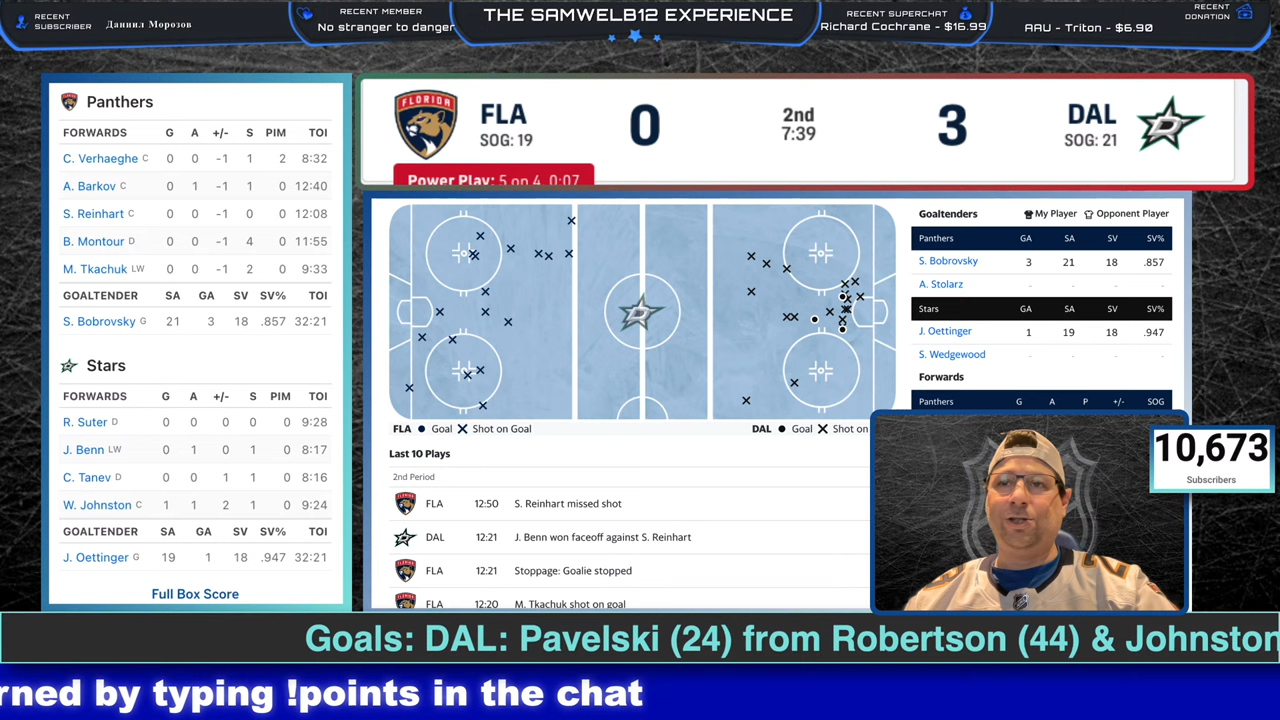 RECENT SUBSCRIBER
Даниил Морозов
RECENT MEMBER
No stranger to danger
THE SAMWELB12 EXPERIENCE
RECENT SUPERCHAT
Richard Cochrane - $16.99
AAU - Triton - $6.90
RECENT DONATION
Panthers
FORWARDS G A +/- S PIM TOI
C. Verhaeghe C 0 0 -1 1 2 8:32
A. Barkov C 0 1 -1 1 0 12:40
S. Reinhart C 0 0 -1 0 0 12:08
B. Montour D 0 0 -1 4 0 11:55
M. Tkachuk LW 0 0 -1 2 0 9:33
GOALTENDER SA GA SV SV% TOI
S. Bobrovsky G 21 3 18 .857 32:21
Stars
FORWARDS G A +/- S PIM TOI
R. Suter D 0 0 0 0 0 9:28
J. Benn LW 0 1 0 1 0 8:17
C. Tanev D 0 0 1 1 0 8:16
W. Johnston C 1 1 2 1 0 9:24
GOALTENDER SA GA SV SV% TOI
J. Oettinger G 19 1 18 .947 32:21
Full Box Score
FLORIDA
FLA
SOG: 19
0
2nd
7:39
3
DAL
SOG: 21
Power Play: 5 on 4, 0:07
FLA Goal Shot on Goal
DAL Goal Shot on
Last 10 Plays
2nd Period
FLA 12:50 S. Reinhart missed shot
DAL 12:21 J. Benn won faceoff against S. Reinhart
FLA 12:21 Stoppage: Goalie stopped
FLA 12:20 M. Tkachuk shot on goal
Goaltenders My Player Opponent Player
Panthers GA SA SV SV%
S. Bobrovsky 3 21 18 .857
A. Stolarz - - - -
Stars GA SA SV SV%
J. Oettinger 1 19 18 .947
S. Wedgewood - - - -
Forwards
Panthers G A P +/- SOG
10,673
Subscribers
Goals: DAL: Pavelski (24) from Robertson (44) & Johnston
rned by typing !points in the chat